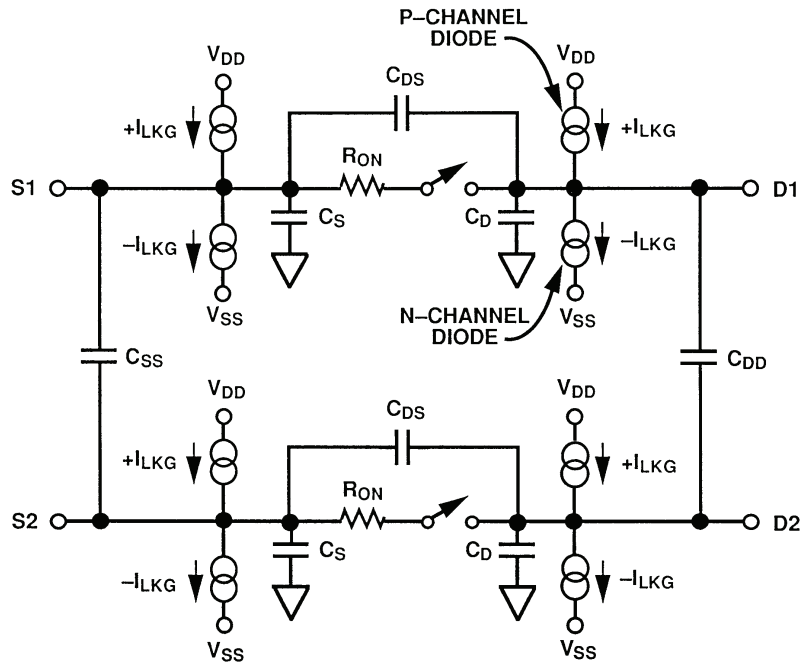 P–CHANNEL
DIODE
VDD
CDS
VDD
+ILKG
+ILKG
RON
S1
D1
CS
CD
–ILKG
–ILKG
VSS
N–CHANNEL
DIODE
VSS
CSS
CDD
VDD
CDS
VDD
+ILKG
+ILKG
RON
S2
D2
CS
CD
–ILKG
–ILKG
VSS
VSS